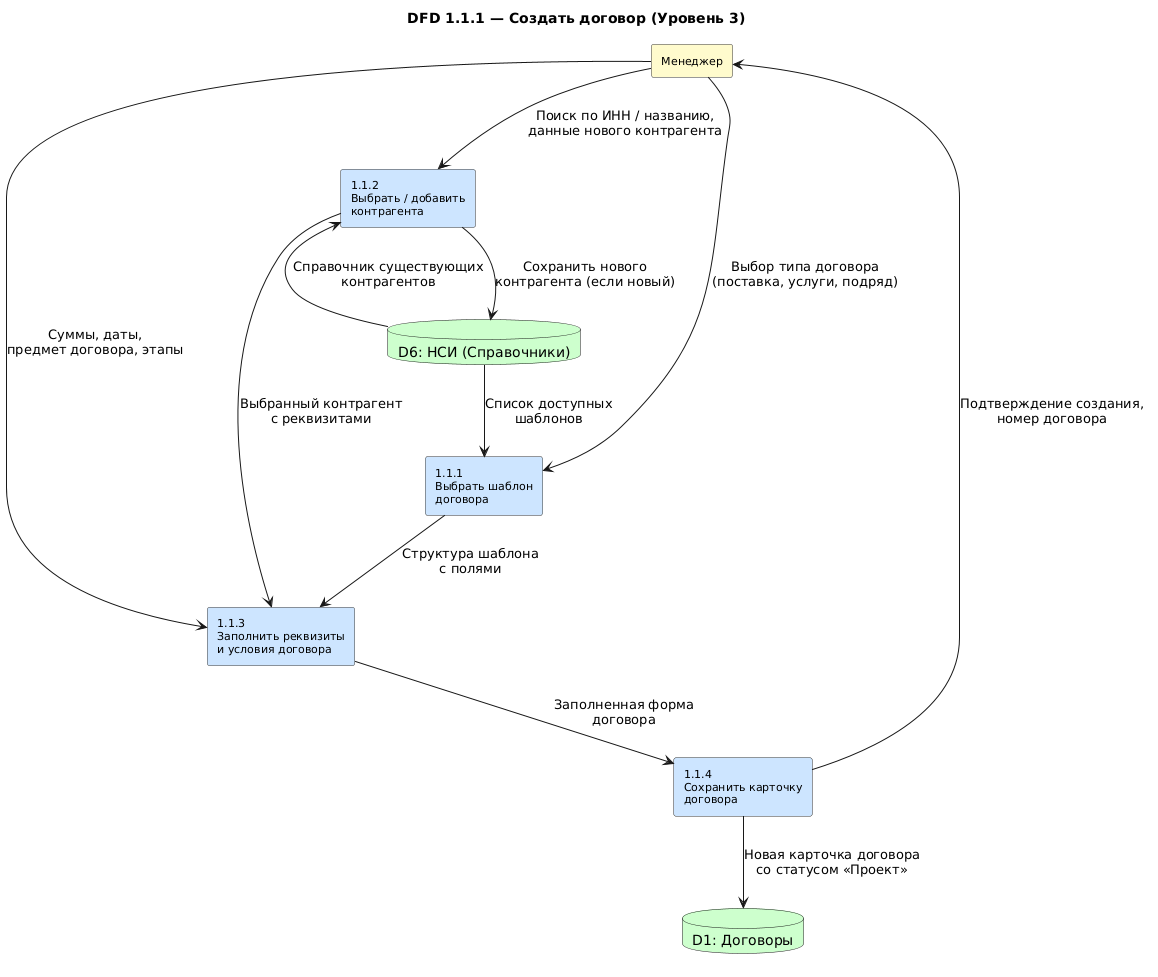 DFD 1.1.1 — Создать договор (Уровень 3)
Менеджер
Поиск по ИНН / названию,
данные нового контрагента
1.1.2
Выбрать / добавить
контрагента
Справочник существующих
контрагентов
Сохранить нового
контрагента (если новый)
Выбор типа договора
(поставка, услуги, подряд)
Суммы, даты,
предмет договора, этапы
D6: НСИ (Справочники)
Выбранный контрагент
с реквизитами
Список доступных
шаблонов
Подтверждение создания,
номер договора
1.1.1
Выбрать шаблон
договора
Структура шаблона
с полями
1.1.3
Заполнить реквизиты
и условия договора
Заполненная форма
договора
1.1.4
Сохранить карточку
договора
Новая карточка договора
со статусом «Проект»
D1: Договоры